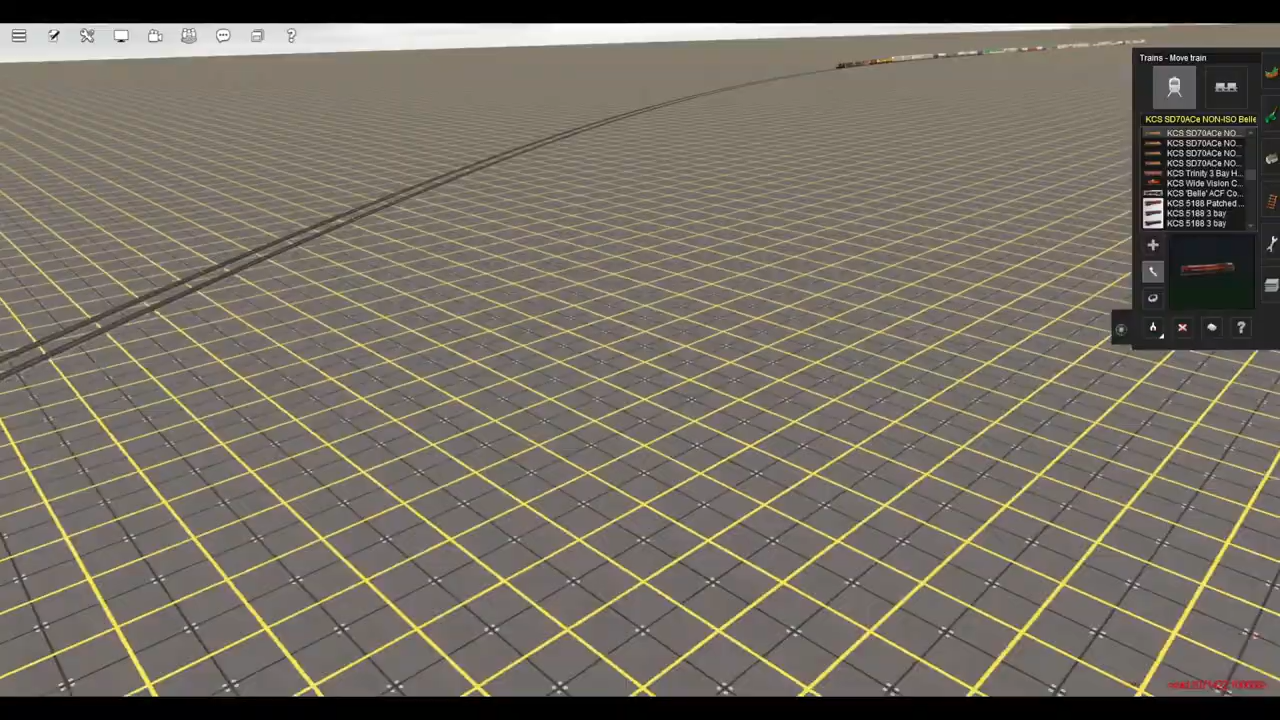 Trains - Move train
KCS SD70ACe NON-ISO Belle
KCS SD70ACe NO...
KCS SD70ACe NO...
KCS SD70ACe NO...
KCS SD70ACe NO...
KCS Trinity 3 Bay H...
KCS Wide Vision C...
KCS 'Belle' ACF Co...
KCS 5188 Patched ...
KCS 5188 3 bay
KCS 5188 3 bay